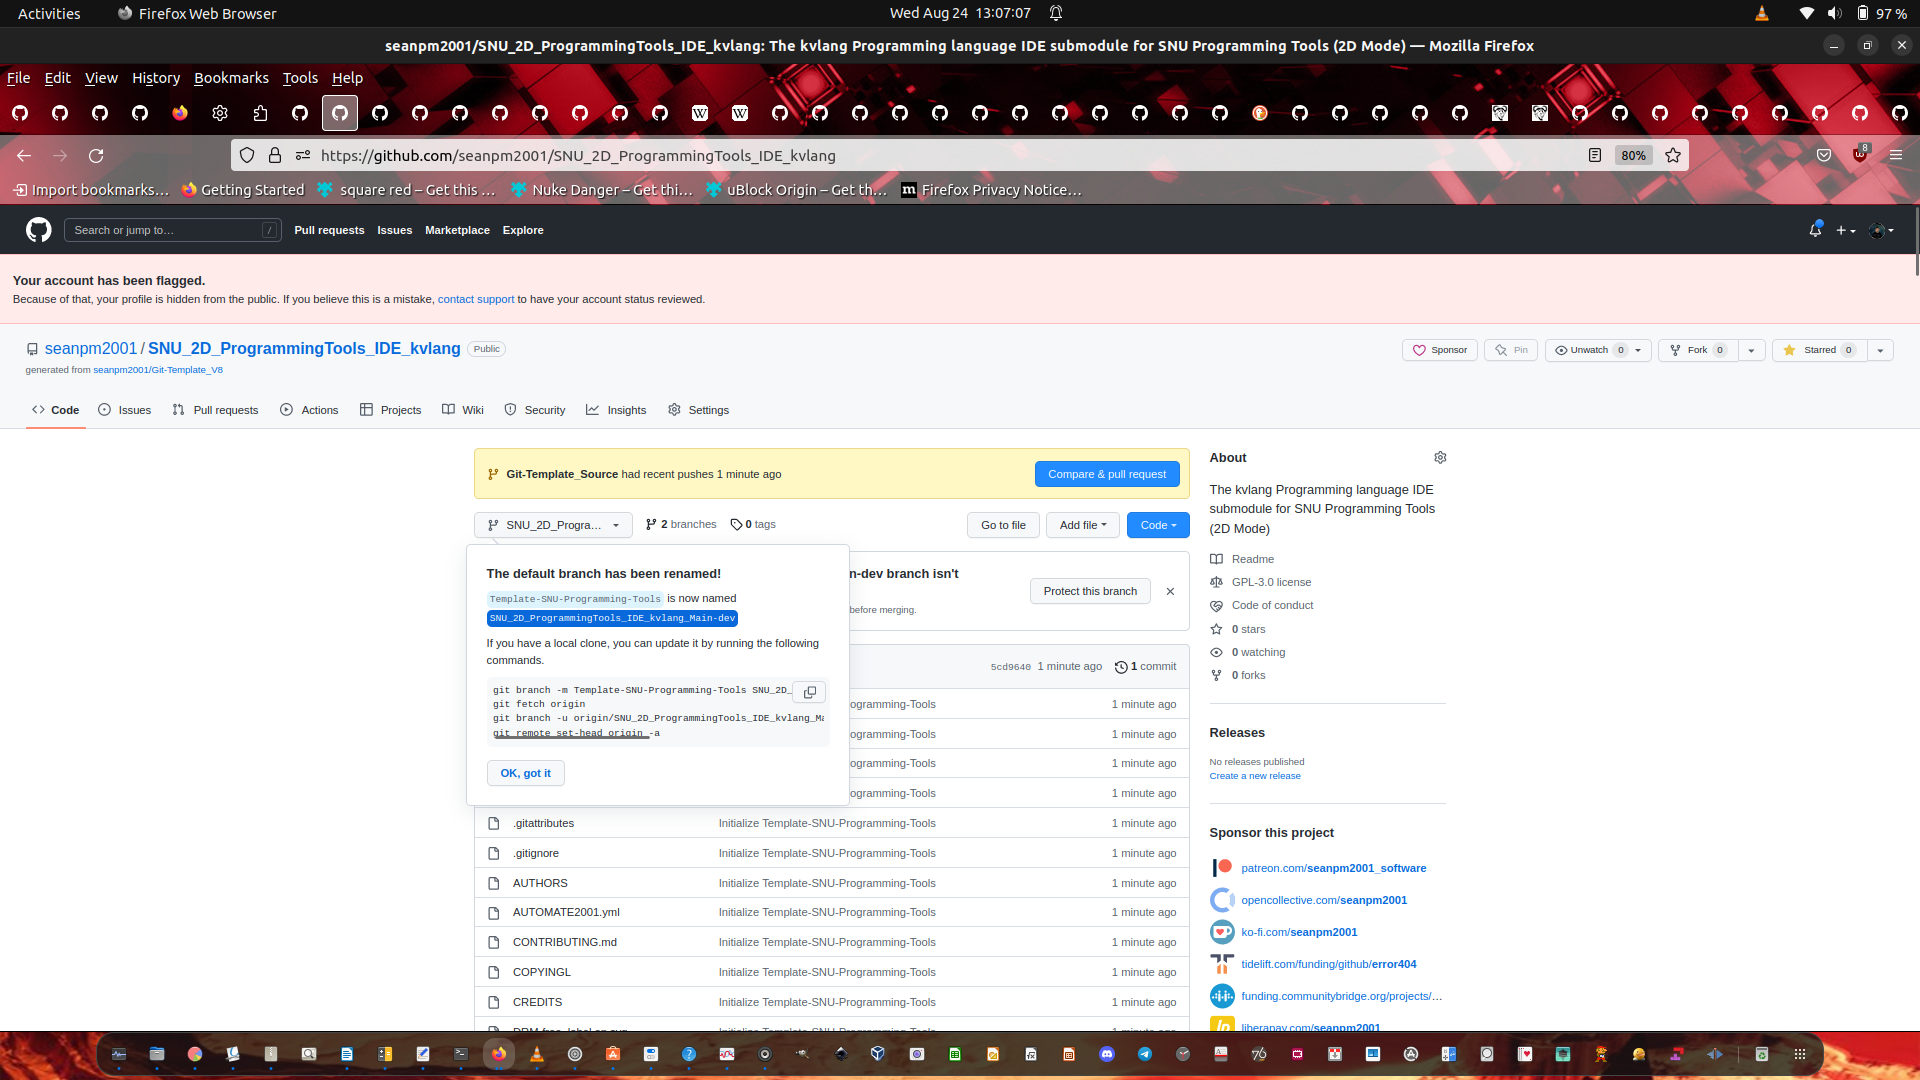 Activities
Firefox Web Browser
Wed Aug 24 13:07:07
97 %
seanpm2001/SNU_2D_ProgrammingTools_IDE_kvlang: The kvlang Programming language IDE submodule for SNU Programming Tools (2D Mode) — Mozilla Firefox
File Edit View History Bookmarks Tools Help
https://github.com/seanpm2001/SNU_2D_ProgrammingTools_IDE_kvlang
80%
8
Import bookmarks…
Getting Started
square red – Get this …
Nuke Danger – Get thi…
uBlock Origin – Get th…
Firefox Privacy Notice…
Search or jump to…
/
Pull requests
Issues
Marketplace
Explore
Your account has been flagged.
Because of that, your profile is hidden from the public. If you believe this is a mistake, contact support to have your account status reviewed.
seanpm2001 / SNU_2D_ProgrammingTools_IDE_kvlang
Public
generated from seanpm2001/Git-Template_V8
Sponsor
Pin
Unwatch 0
Fork 0
Starred 0
Code
Issues
Pull requests
Actions
Projects
Wiki
Security
Insights
Settings
Git-Template_Source had recent pushes 1 minute ago
Compare & pull request
SNU_2D_Progra…
2 branches
0 tags
Go to file
Add file
Code
The default branch has been renamed!
Template-SNU-Programming-Tools is now named
SNU_2D_ProgrammingTools_IDE_kvlang_Main-dev
If you have a local clone, you can update it by running the following
commands.
git branch -m Template-SNU-Programming-Tools SNU_2D_
git fetch origin
git branch -u origin/SNU_2D_ProgrammingTools_IDE_kvlang_Ma
git remote set-head origin -a
OK, got it
n-dev branch isn't
before merging.
Protect this branch
5cd9640 1 minute ago
1 commit
ogramming-Tools 1 minute ago
ogramming-Tools 1 minute ago
ogramming-Tools 1 minute ago
ogramming-Tools 1 minute ago
.gitattributes Initialize Template-SNU-Programming-Tools 1 minute ago
.gitignore Initialize Template-SNU-Programming-Tools 1 minute ago
AUTHORS Initialize Template-SNU-Programming-Tools 1 minute ago
AUTOMATE2001.yml Initialize Template-SNU-Programming-Tools 1 minute ago
CONTRIBUTING.md Initialize Template-SNU-Programming-Tools 1 minute ago
COPYINGL Initialize Template-SNU-Programming-Tools 1 minute ago
CREDITS Initialize Template-SNU-Programming-Tools 1 minute ago
Initialize Template-SNU-Programming-Tools 1 minute ago
About
The kvlang Programming language IDE
submodule for SNU Programming Tools
(2D Mode)
Readme
GPL-3.0 license
Code of conduct
0 stars
0 watching
0 forks
Releases
No releases published
Create a new release
Sponsor this project
patreon.com/seanpm2001_software
opencollective.com/seanpm2001
ko-fi.com/seanpm2001
tidelift.com/funding/github/error404
funding.communitybridge.org/projects/…
liberapay.com/seanpm2001